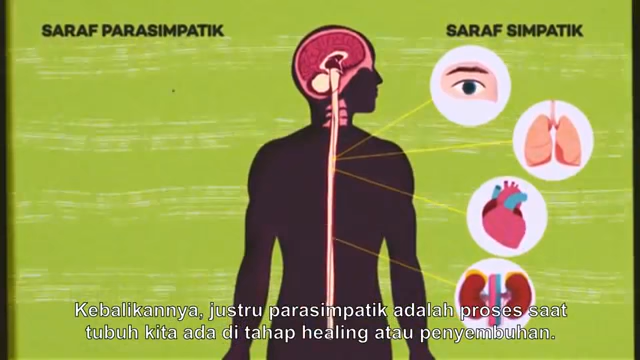 SARAF PARASIMPATIK
SARAF SIMPATIK
Kebalikannya, justru parasimpatik adalah proses saat
tubuh kita ada di tahap healing atau penyembuhan.